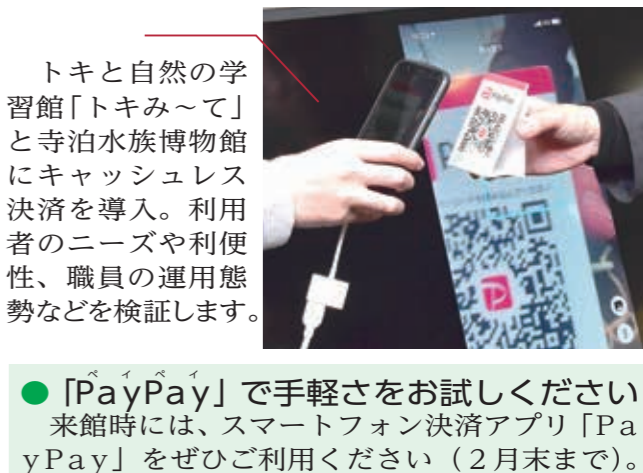 トキと自然の学
習館「トキみ～て」
と寺泊水族博物館
にキャッシュレス
決済を導入。利用
者のニーズや利便
性、職員の運用態
勢などを検証します。
PayPay
●「PayPay」で手軽さをお試しください
ペイペイ
来館時には、スマートフォン決済アプリ「Pa
yPay」をぜひご利用ください（２月末まで）。